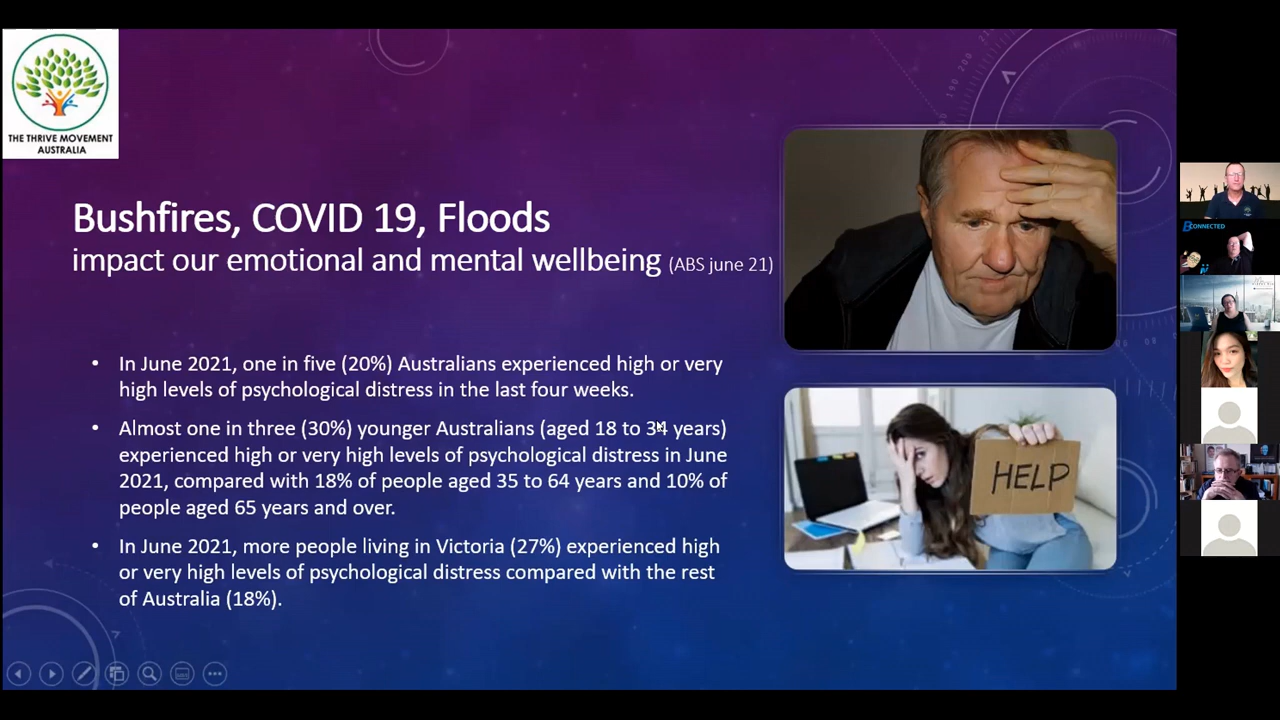 THE THRIVE MOVEMENT
AUSTRALIA
Bushfires, COVID 19, Floods
impact our emotional and mental wellbeing (ABS june 21)
• In June 2021, one in five (20%) Australians experienced high or very
high levels of psychological distress in the last four weeks.
• Almost one in three (30%) younger Australians (aged 18 to 34 years)
experienced high or very high levels of psychological distress in June
2021, compared with 18% of people aged 35 to 64 years and 10% of
people aged 65 years and over.
• In June 2021, more people living in Victoria (27%) experienced high
or very high levels of psychological distress compared with the rest
of Australia (18%).
HELP
CONNECTED